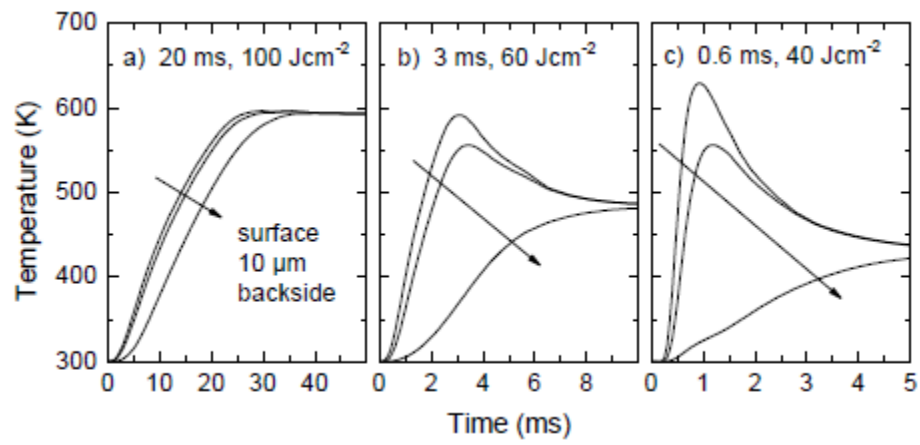 a) 20 ms, 100 Jcm⁻²
b) 3 ms, 60 Jcm⁻²
c) 0.6 ms, 40 Jcm⁻²
Temperature (K)
700
600
500
400
300
surface
10 µm
backside
0 10 20 30 40
0 2 4 6 8
0 1 2 3 4 5
Time (ms)